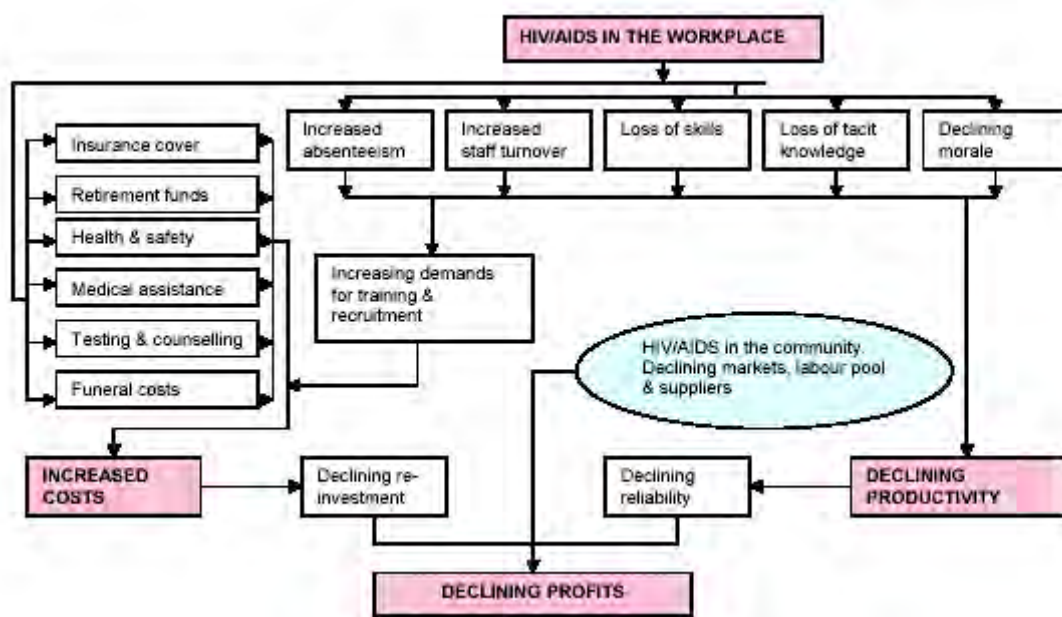 HIV/AIDS IN THE WORKPLACE
Increased
absenteeism
Increased
staff turnover
Loss of skills
Loss of tacit
knowledge
Declining
morale
Insurance cover
Retirement funds
Health & safety
Medical assistance
Testing & counselling
Funeral costs
Increasing demands
for training &
recruitment
HIV/AIDS in the community.
Declining markets, labour pool
& suppliers
INCREASED
COSTS
Declining re-
investment
Declining
reliability
DECLINING
PRODUCTIVITY
DECLINING PROFITS